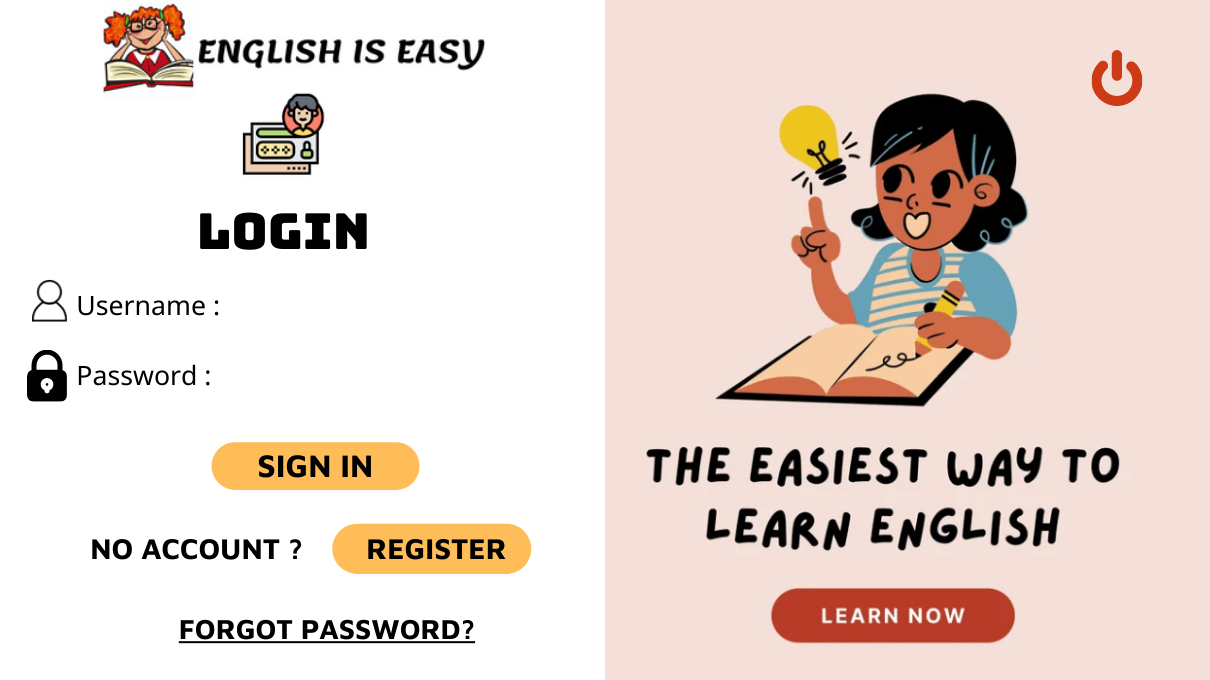 ENGLISH IS EASY
LOGIN
Username :
Password :
SIGN IN
NO ACCOUNT ? REGISTER
FORGOT PASSWORD?
THE EASIEST WAY TO
LEARN ENGLISH
LEARN NOW